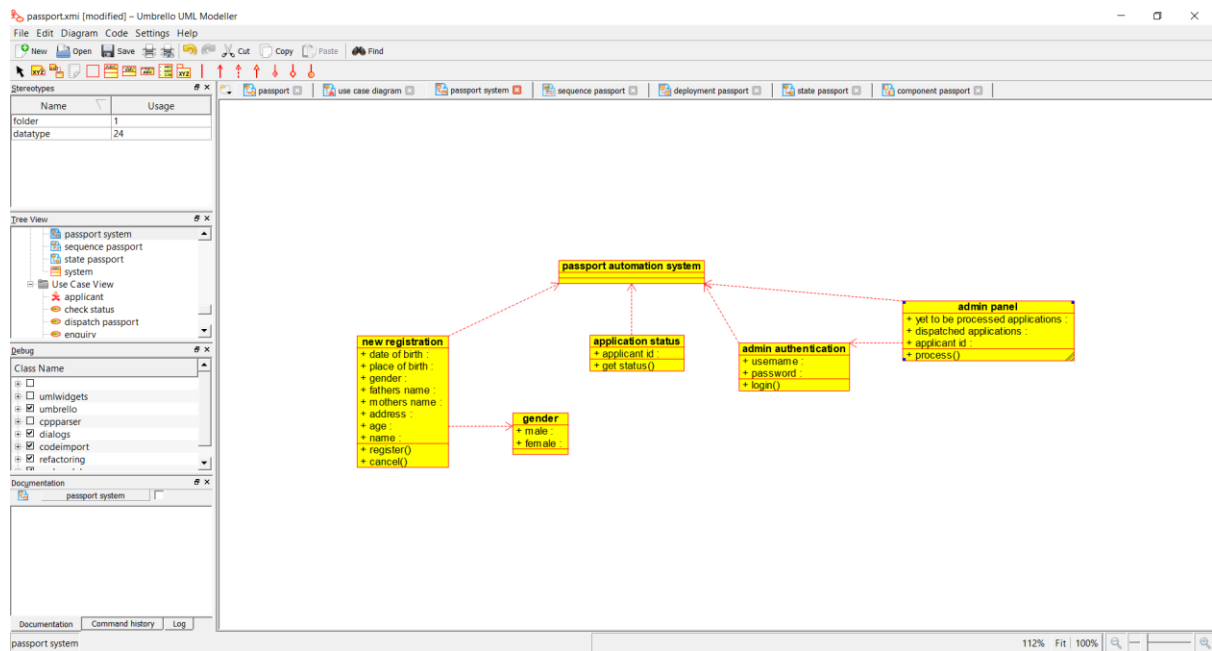 passport.xmi [modified] – Umbrello UML Modeller
File Edit Diagram Code Settings Help
New Open Save Cut Copy Paste Find
Stereotypes
Name Usage
folder 1
datatype 24
Tree View
passport system
sequence passport
state passport
system
Use Case View
applicant
check status
dispatch passport
enquiry
Debug
Class Name
umlwidgets
umbrello
cppparser
dialogs
codeimport
refactoring
Documentation
passport system
Documentation Command history Log
passport system
passport use case diagram passport system sequence passport deployment passport state passport component passport
passport automation system
new registration
+ date of birth :
+ place of birth :
+ gender :
+ fathers name :
+ mothers name :
+ address :
+ age :
+ name :
+ register()
+ cancel()
gender
+ male :
+ female :
application status
+ applicant id :
+ get status()
admin authentication
+ username :
+ password :
+ login()
admin panel
+ yet to be processed applications :
+ dispatched applications :
+ applicant id :
+ process()
112% Fit 100%